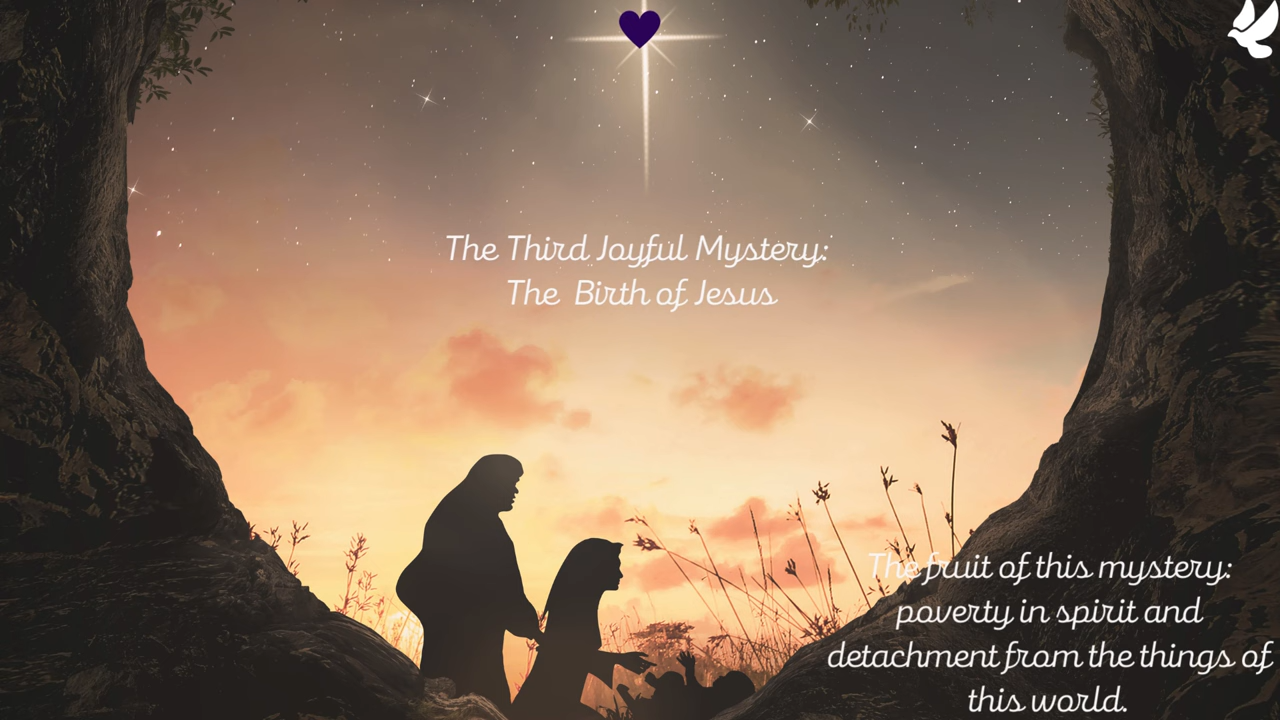 The Third Joyful Mystery:
The Birth of Jesus
The fruit of this mystery:
poverty in spirit and
detachment from the things of
this world.